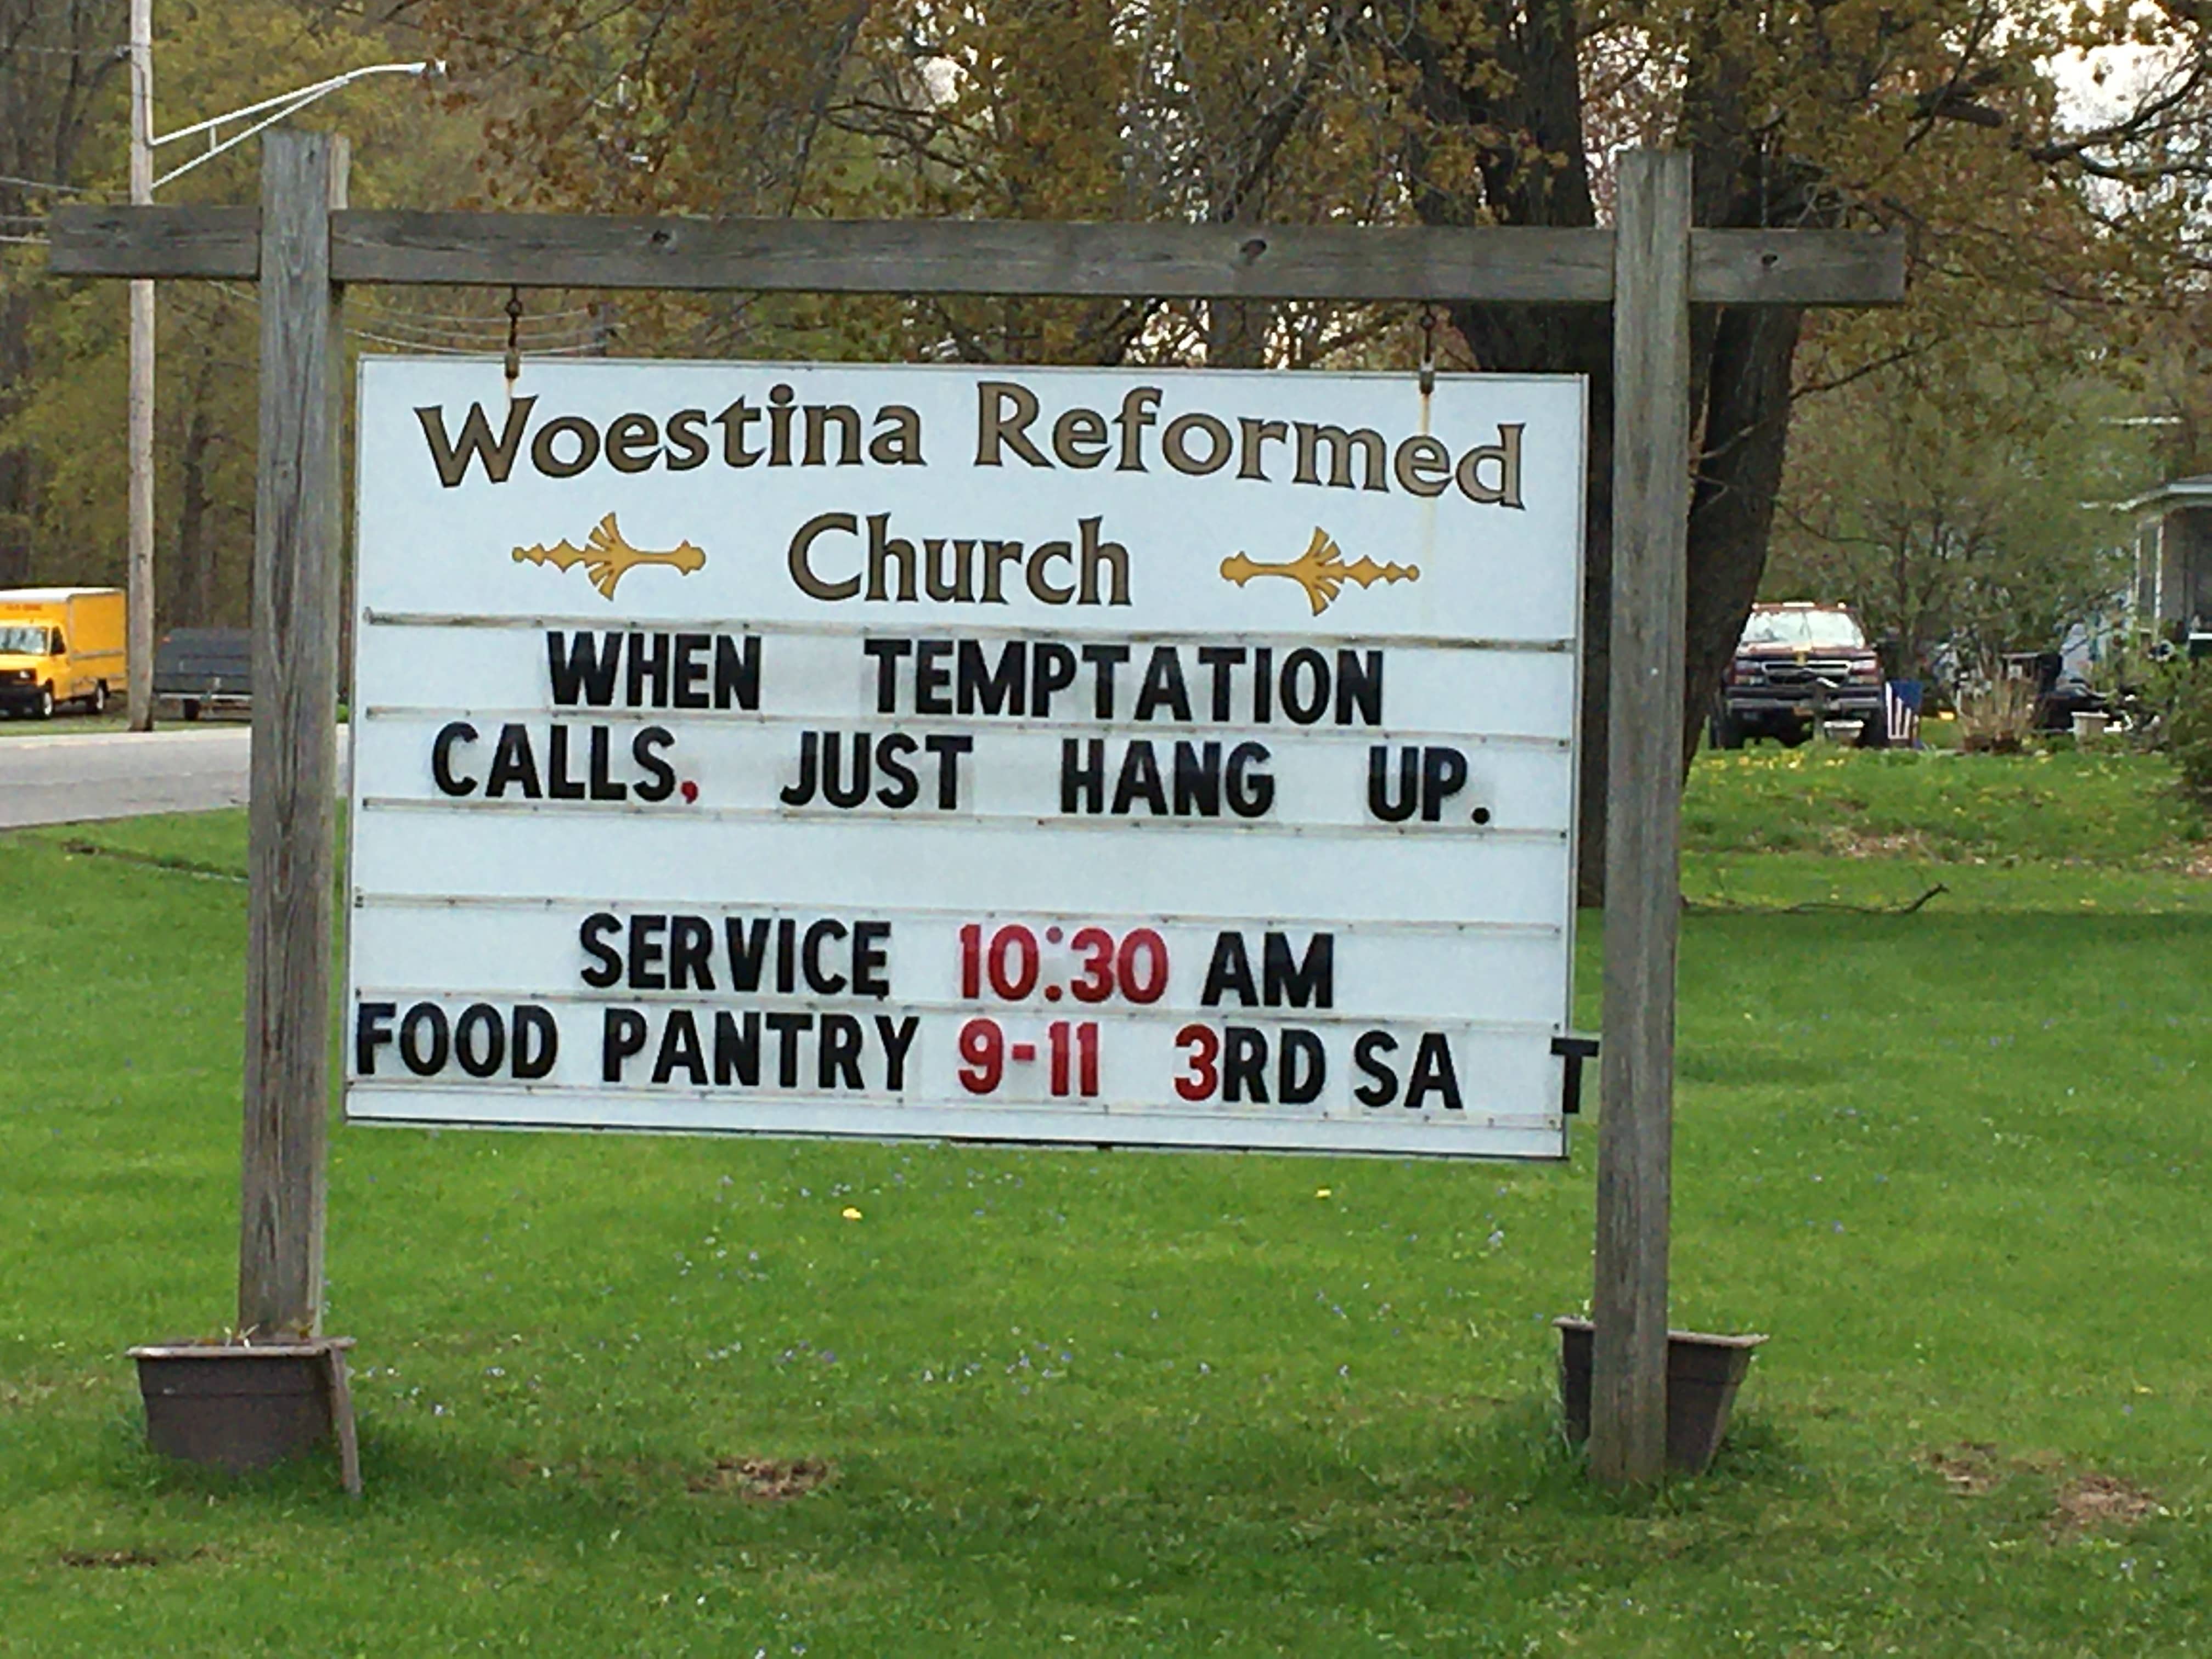 Woestina Reformed
Church
WHEN TEMPTATION
CALLS, JUST HANG UP.
SERVICE 10:30 AM
FOOD PANTRY 9-11 3RD SA T